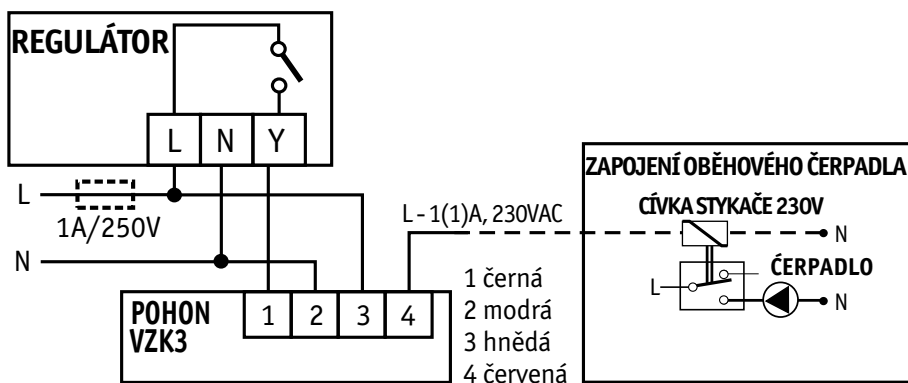 REGULÁTOR
L N Y
L
1A/250V
N
L - 1(1)A, 230VAC
POHON
VZK3
1 2 3 4
1 černá
2 modrá
3 hnědá
4 červená
ZAPOJENÍ OBĚHOVÉHO ČERPADLA
CÍVKA STYKAČE 230V
N
ĆERPADLO
L
N